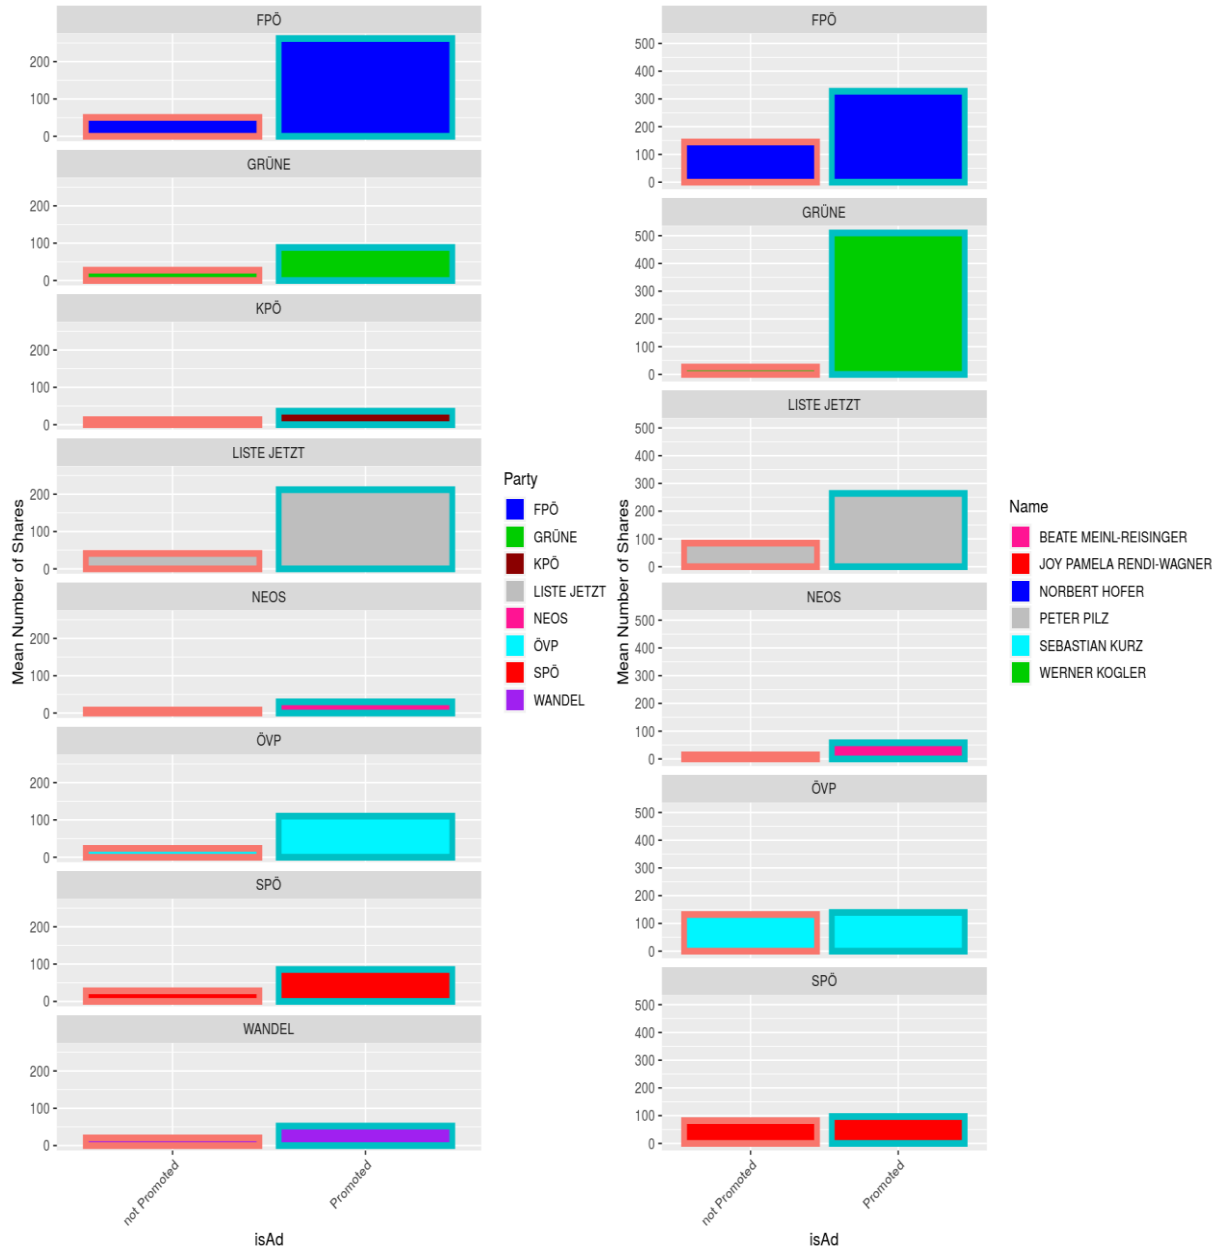 FPÖ
200
100
0
GRÜNE
200
100
0
KPÖ
200
100
0
LISTE JETZT
200
100
0
NEOS
200
100
0
ÖVP
200
100
0
SPÖ
200
100
0
WANDEL
200
100
0
not Promoted
Promoted
isAd
Mean Number of Shares
Party
FPÖ
GRÜNE
KPÖ
LISTE JETZT
NEOS
ÖVP
SPÖ
WANDEL
FPÖ
500
400
300
200
100
0
GRÜNE
500
400
300
200
100
0
LISTE JETZT
500
400
300
200
100
0
NEOS
500
400
300
200
100
0
ÖVP
500
400
300
200
100
0
SPÖ
500
400
300
200
100
0
not Promoted
Promoted
isAd
Mean Number of Shares
Name
BEATE MEINL-REISINGER
JOY PAMELA RENDI-WAGNER
NORBERT HOFER
PETER PILZ
SEBASTIAN KURZ
WERNER KOGLER